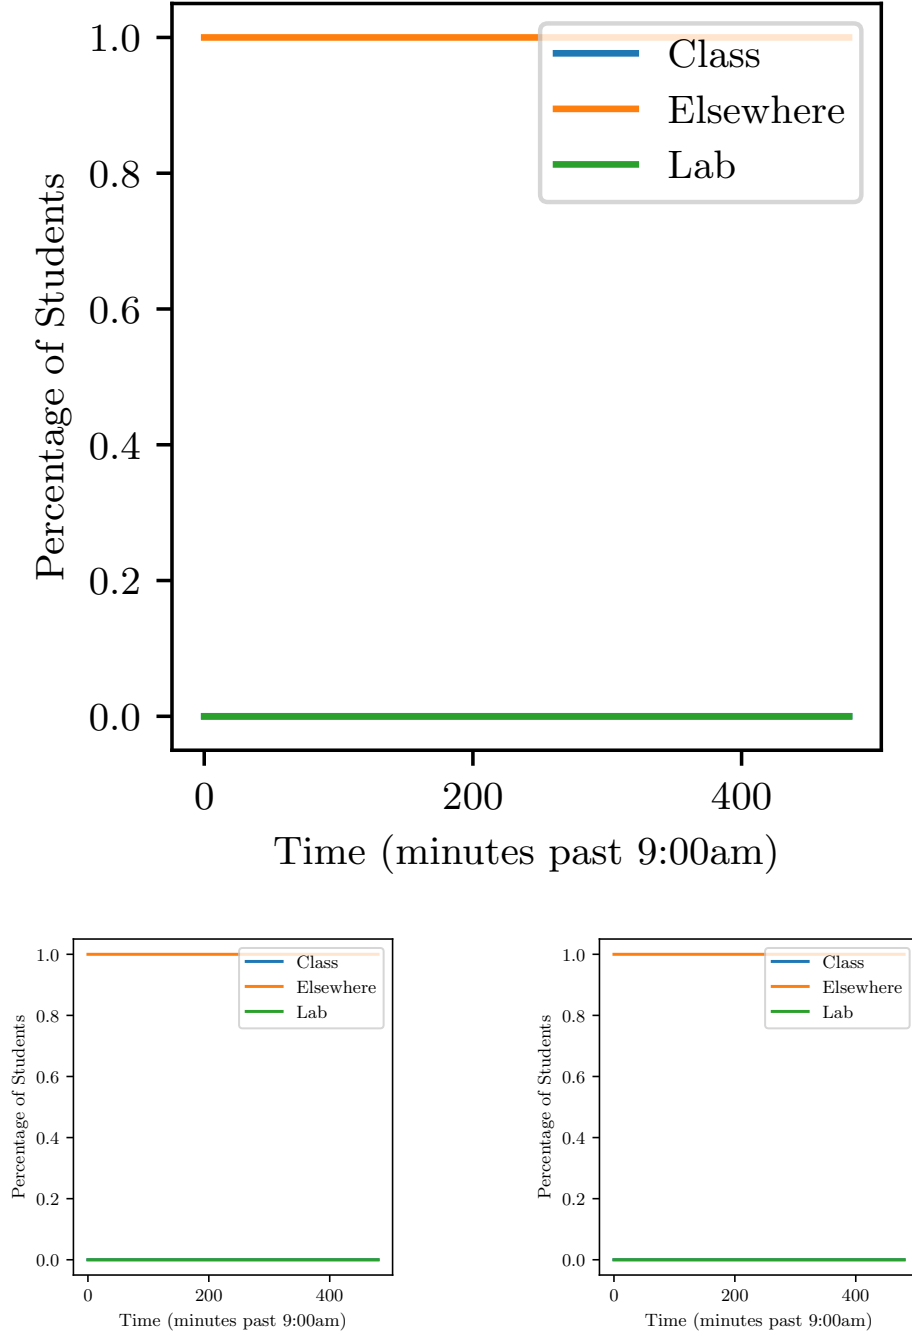 1.0
0.8
0.6
0.4
0.2
0.0
Percentage of Students
Class
Elsewhere
Lab
0 200 400
Time (minutes past 9:00am)
1.0
0.8
0.6
0.4
0.2
0.0
Percentage of Students
Class
Elsewhere
Lab
0 200 400
Time (minutes past 9:00am)
1.0
0.8
0.6
0.4
0.2
0.0
Percentage of Students
Class
Elsewhere
Lab
0 200 400
Time (minutes past 9:00am)